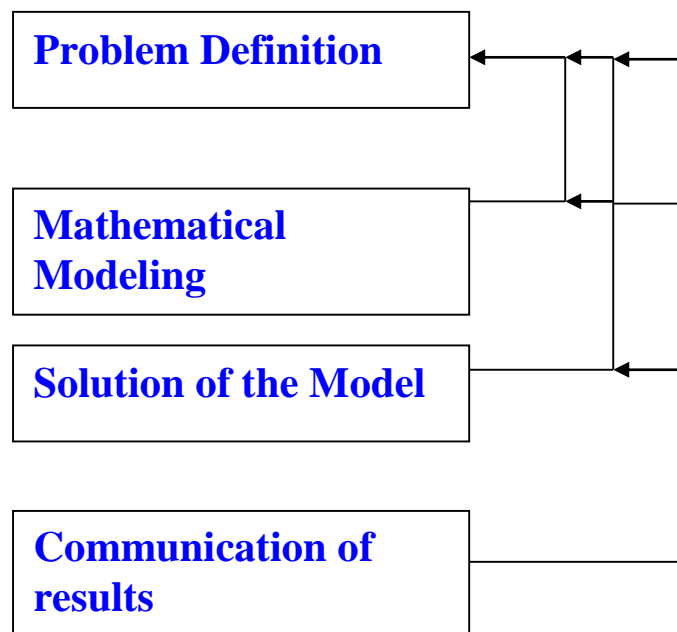 Problem Definition
Mathematical
Modeling
Solution of the Model
Communication of
results